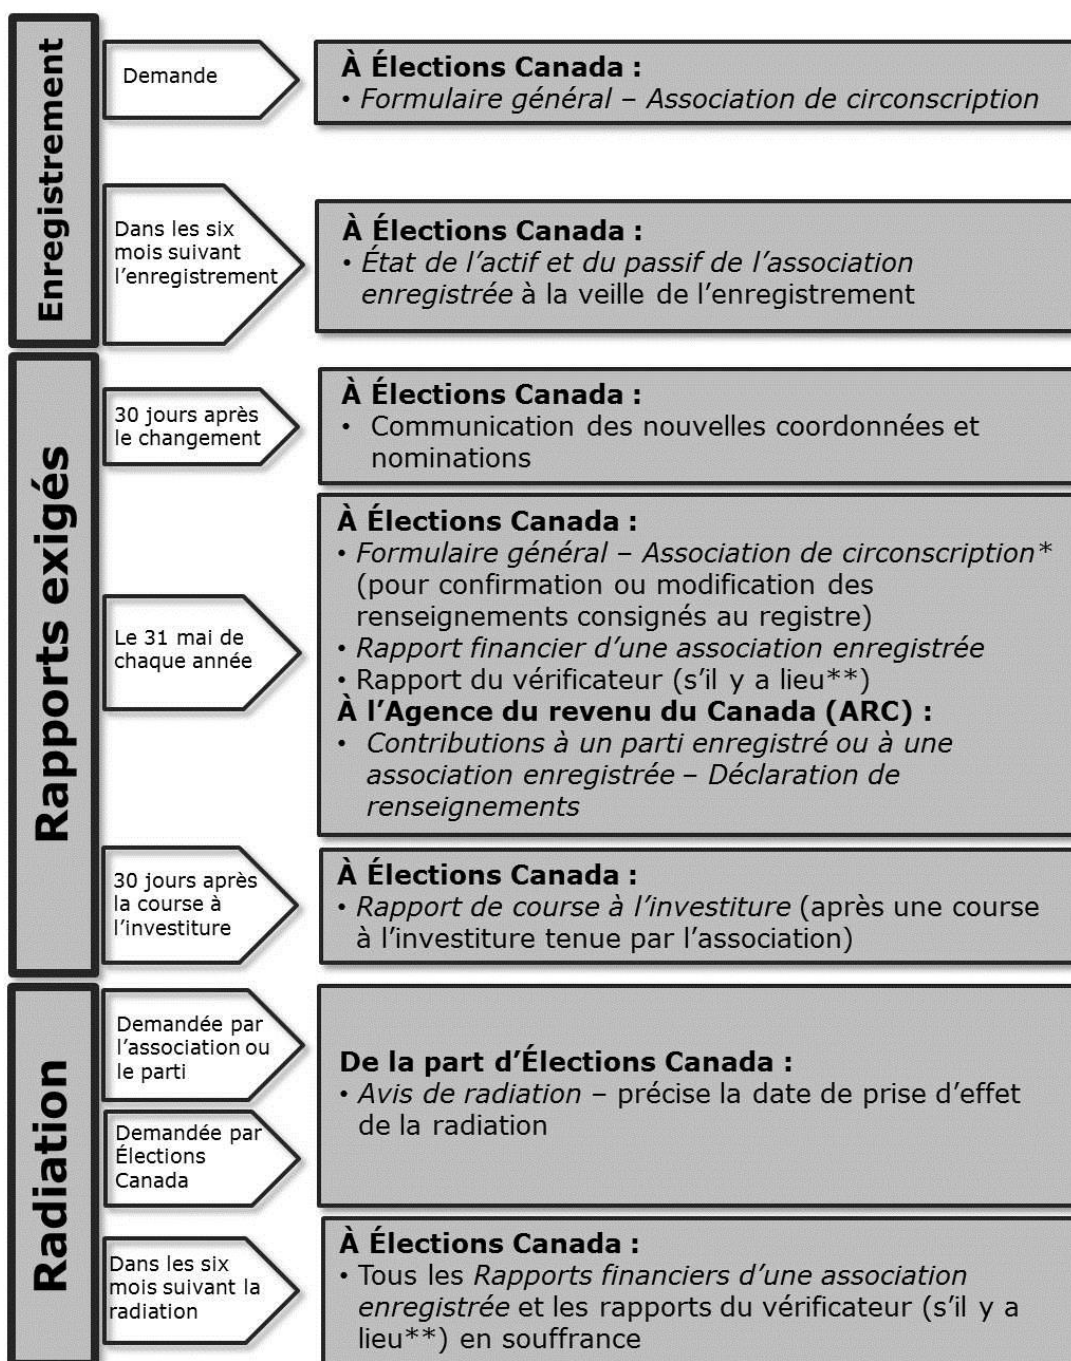 Enregistrement
Demande
À Élections Canada :
• Formulaire général – Association de circonscription
Dans les six
mois suivant
l’enregistrement
À Élections Canada :
• État de l’actif et du passif de l’association
enregistrée à la veille de l’enregistrement
Rapports exigés
30 jours après
le changement
À Élections Canada :
• Communication des nouvelles coordonnées et
nominations
Le 31 mai de
chaque année
À Élections Canada :
• Formulaire général – Association de circonscription*
(pour confirmation ou modification des
renseignements consignés au registre)
• Rapport financier d’une association enregistrée
• Rapport du vérificateur (s’il y a lieu**)
À l’Agence du revenu du Canada (ARC) :
• Contributions à un parti enregistré ou à une
association enregistrée – Déclaration de
renseignements
30 jours après
la course à
l’investiture
À Élections Canada :
• Rapport de course à l’investiture (après une course
à l’investiture tenue par l’association)
Radiation
Demandée par
l’association ou
le parti
Demandée par
Élections
Canada
De la part d’Élections Canada :
• Avis de radiation – précise la date de prise d’effet
de la radiation
Dans les six
mois suivant la
radiation
À Élections Canada :
• Tous les Rapports financiers d’une association
enregistrée et les rapports du vérificateur (s’il y a
lieu**) en souffrance